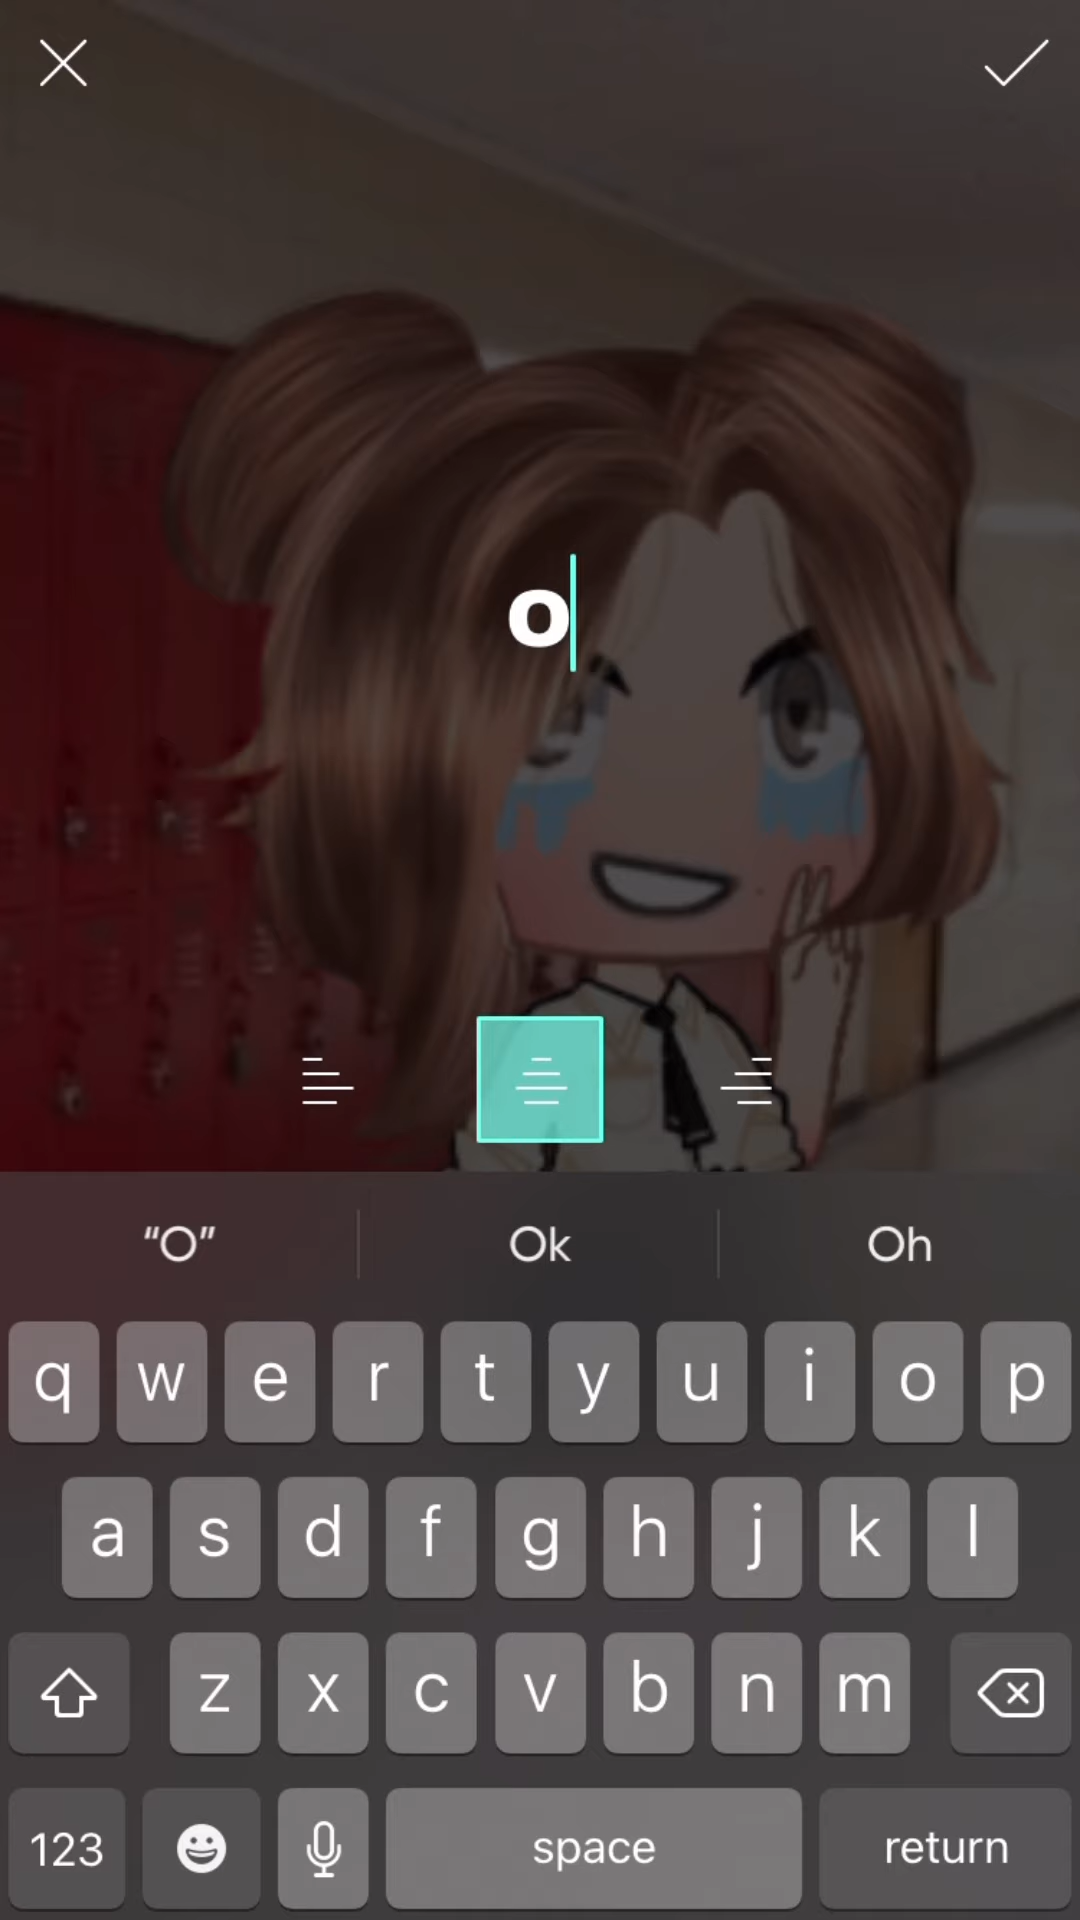 o
“O” Ok Oh
q w e r t y u i o p
a s d f g h j k l
z x c v b n m
123 space return